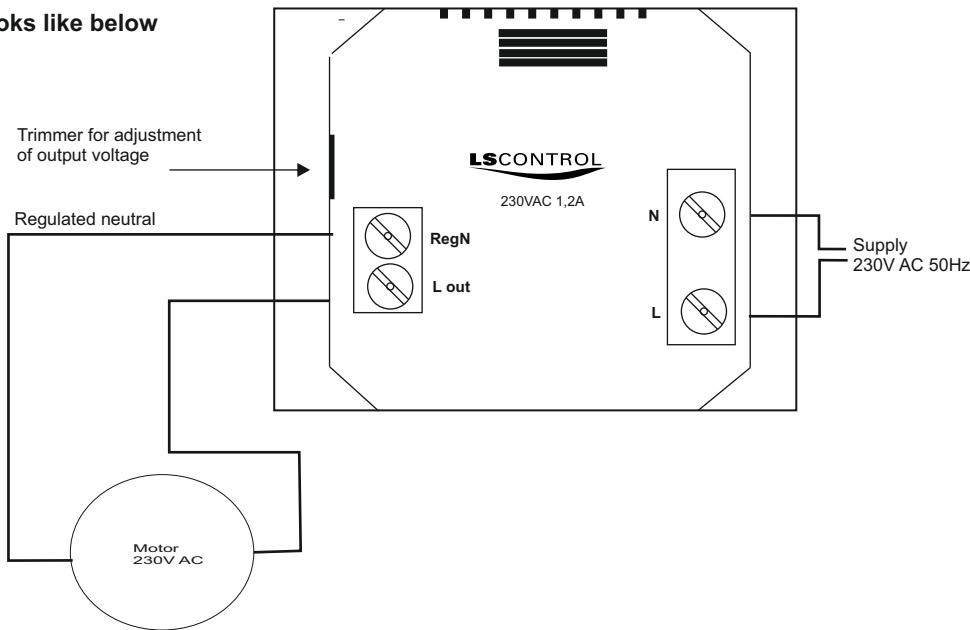 oks like below
Trimmer for adjustment
of output voltage
LSCONTROL
230VAC 1,2A
Regulated neutral
RegN
L out
N
L
Supply
230V AC 50Hz
Motor
230V AC